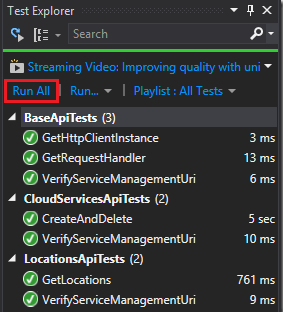 Test Explorer
Search
Streaming Video: Improving quality with uni
Run All | Run... | Playlist : All Tests
BaseApiTests (3)
GetHttpClientInstance 3 ms
GetRequestHandler 13 ms
VerifyServiceManagementUri 6 ms
CloudServicesApiTests (2)
CreateAndDelete 5 sec
VerifyServiceManagementUri 10 ms
LocationsApiTests (2)
GetLocations 761 ms
VerifyServiceManagementUri 9 ms